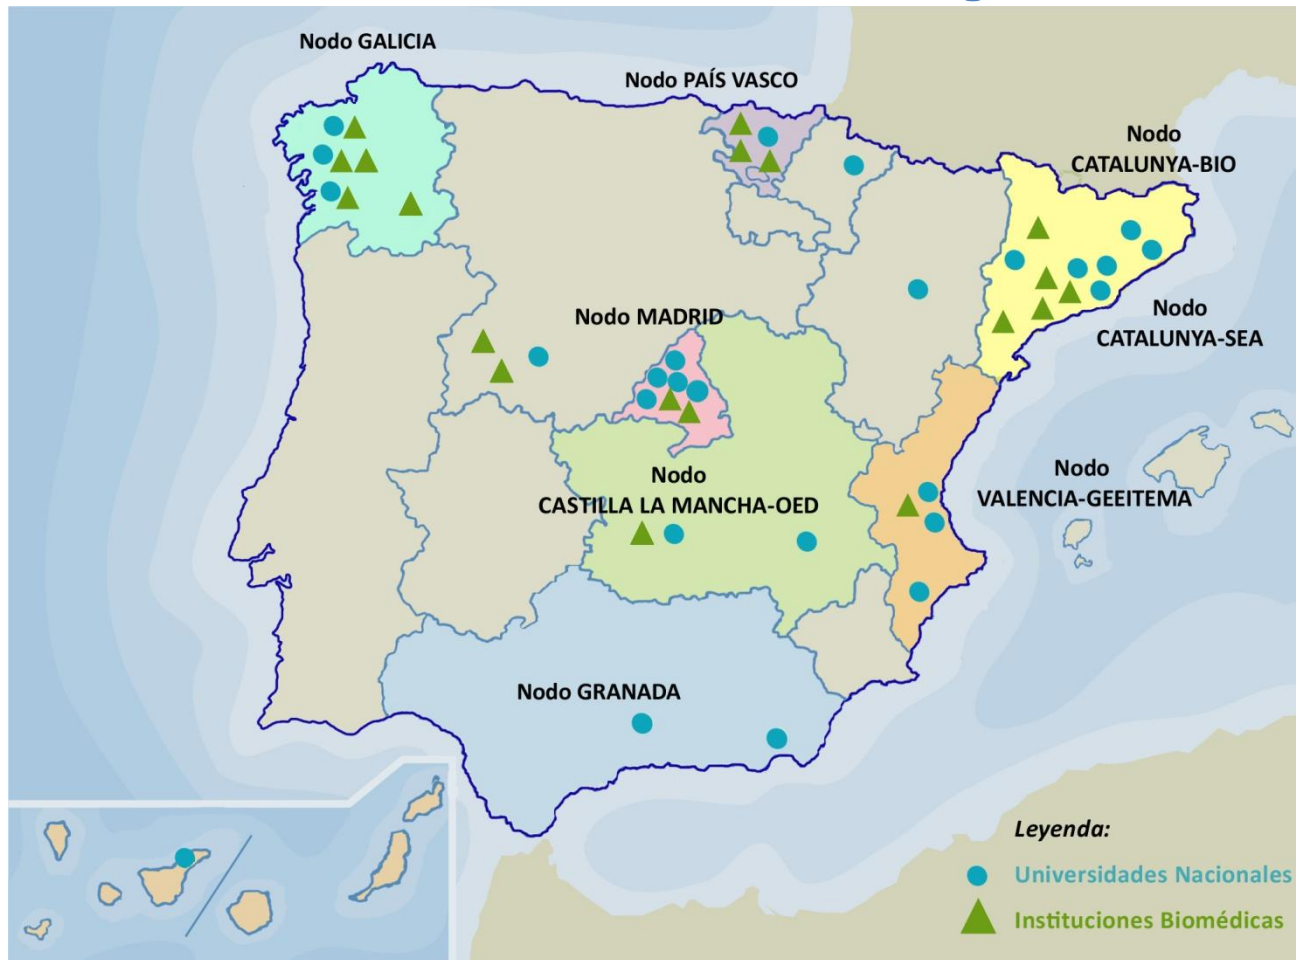 Nodo GALICIA
Nodo PAÍS VASCO
Nodo
CATALUNYA-BIO
Nodo MADRID
Nodo
CATALUNYA-SEA
Nodo
CASTILLA LA MANCHA-OED
Nodo
VALENCIA-GEEITEMA
Nodo GRANADA
Leyenda:
Universidades Nacionales
Instituciones Biomédicas